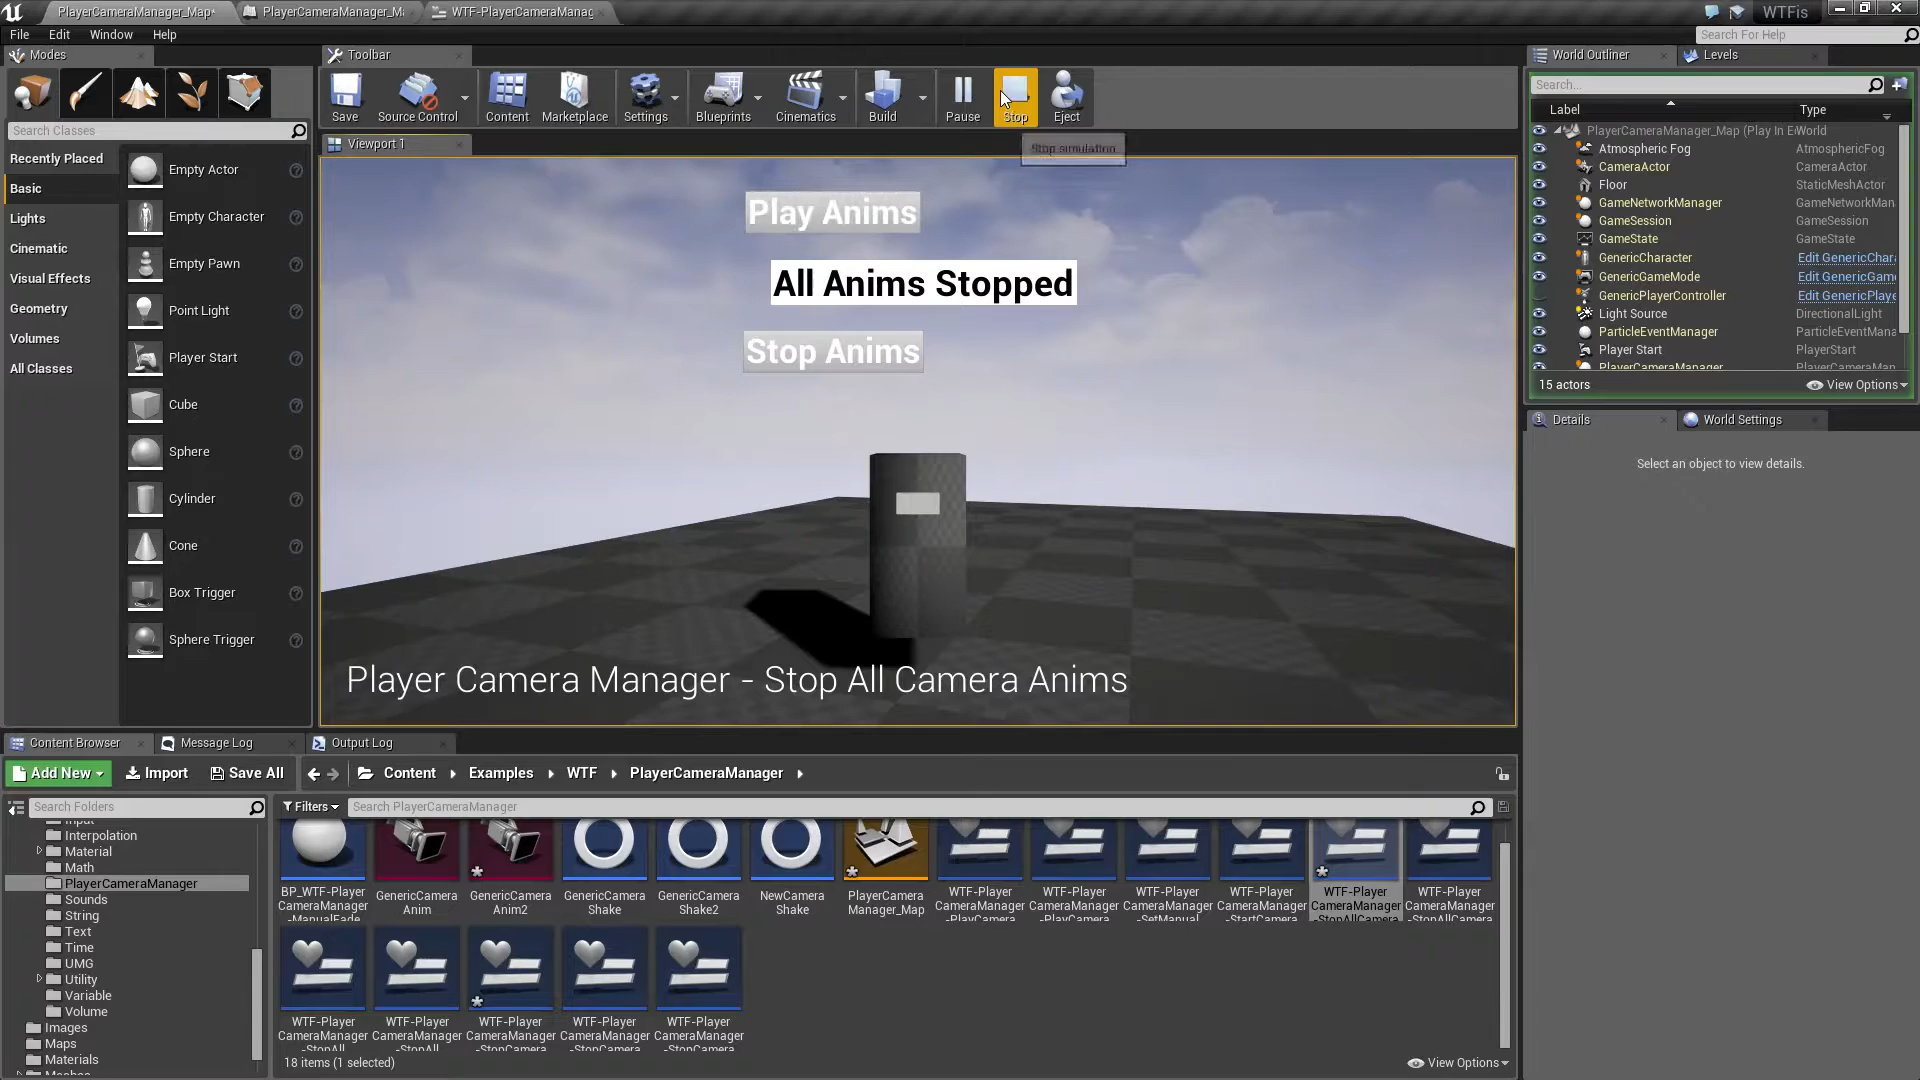 PlayerCameraManager_Map*
PlayerCameraManager_Ma
WTF-PlayerCameraManag
WTFis
File Edit Window Help
Search For Help
Modes
Toolbar
World Outliner
Levels
Save
Source Control
Content
Marketplace
Settings
Blueprints
Cinematics
Build
Pause
Stop
Eject
Search...
Label
Type
Search Classes
Viewport 1
Stop simulation
Recently Placed
Basic
Lights
Cinematic
Visual Effects
Geometry
Volumes
All Classes
Empty Actor
Empty Character
Empty Pawn
Point Light
Player Start
Cube
Sphere
Cylinder
Cone
Box Trigger
Sphere Trigger
Play Anims
All Anims Stopped
Stop Anims
Player Camera Manager - Stop All Camera Anims
PlayerCameraManager_Map (Play In E World
Atmospheric Fog AtmosphericFog
CameraActor CameraActor
Floor StaticMeshActor
GameNetworkManager GameNetworkMan
GameSession GameSession
GameState GameState
GenericCharacter Edit GenericChar
GenericGameMode Edit GenericGame
GenericPlayerController Edit GenericPlaye
Light Source DirectionalLight
ParticleEventManager ParticleEventMana
Player Start PlayerStart
PlayerCameraManager PlayerCameraMan
15 actors
View Options
Details
World Settings
Select an object to view details.
Content Browser
Message Log
Output Log
Add New
Import
Save All
Content
Examples
WTF
PlayerCameraManager
Search Folders
Filters
Search PlayerCameraManager
Input
Interpolation
Material
Math
PlayerCameraManager
Sounds
String
Text
Time
UMG
Utility
Variable
Volume
Images
Maps
Materials
Meshes
BP_WTF-Player
CameraManager
-ManualFade
GenericCamera
Anim
GenericCamera
Anim2
GenericCamera
Shake
GenericCamera
Shake2
NewCamera
Shake
PlayerCamera
Manager_Map
WTF-Player
CameraManager
-PlayCamera
WTF-Player
CameraManager
-PlayCamera
WTF-Player
CameraManager
-SetManual
WTF-Player
CameraManager
-StartCamera
WTF-Player
CameraManager
-StopAllCamera
WTF-Player
CameraManager
-StopAllCamera
WTF-Player
CameraManager
-StopAll
WTF-Player
CameraManager
-StopAll
WTF-Player
CameraManager
-StopCamera
WTF-Player
CameraManager
-StopCamera
WTF-Player
CameraManager
-StopCamera
18 items (1 selected)
View Options